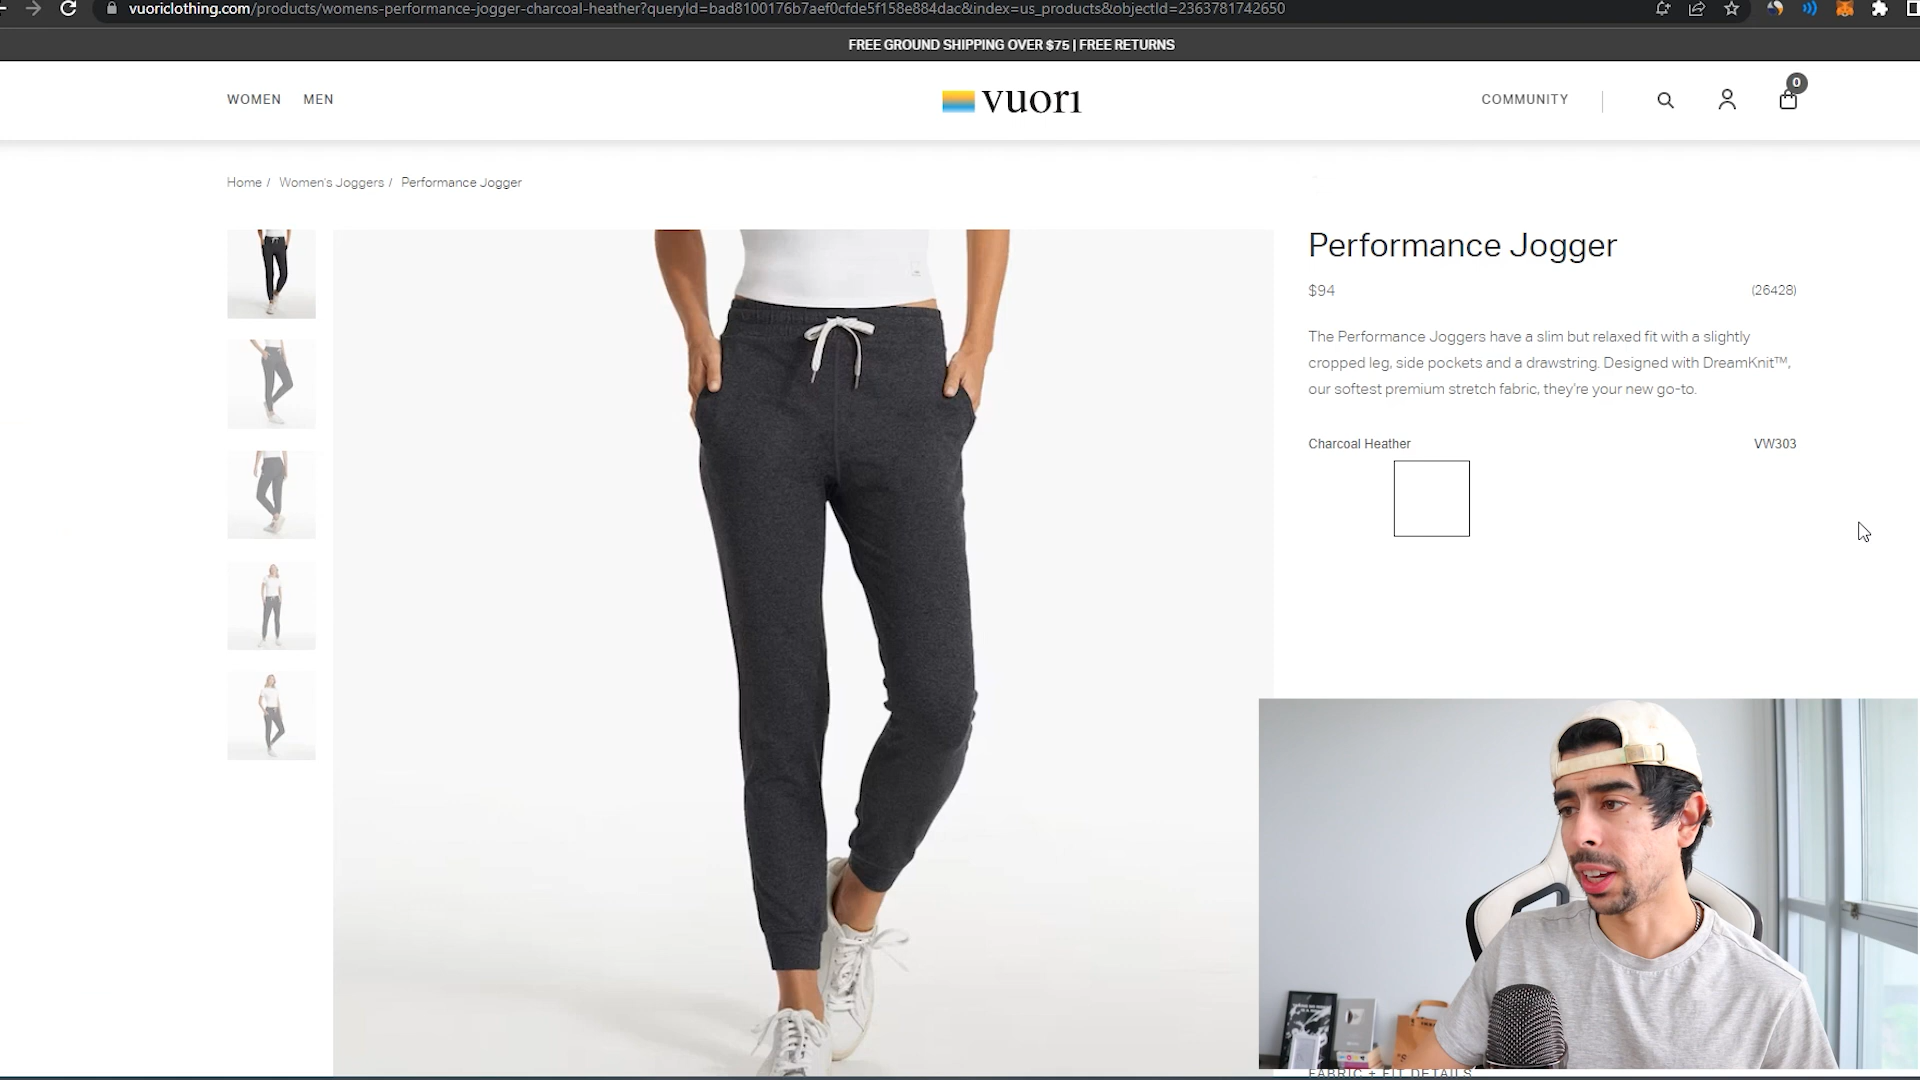 vuoriclothing.com/products/womens-performance-jogger-charcoal-heather?queryId=bad8100176b7aef0cfde5f158e884dac&index=us_products&objectId=2363781742650
FREE GROUND SHIPPING OVER $75 | FREE RETURNS
WOMEN MEN
vuori
COMMUNITY
0
Home / Women's Joggers / Performance Jogger
Performance Jogger
$94
(26428)
The Performance Joggers have a slim but relaxed fit with a slightly
cropped leg, side pockets and a drawstring. Designed with DreamKnit™,
our softest premium stretch fabric, they're your new go-to.
Charcoal Heather
VW303
FABRIC + FIT DETAILS